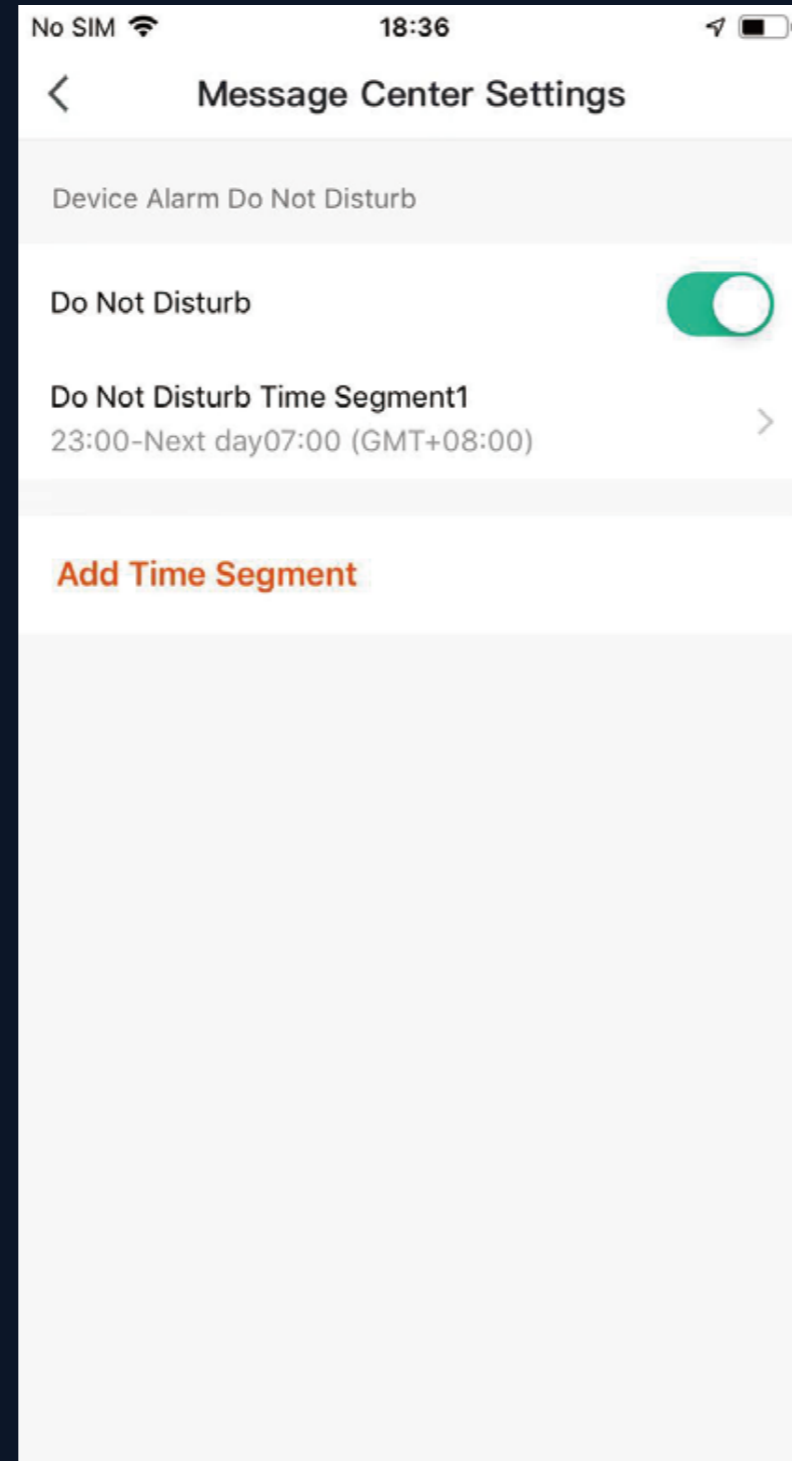 No SIM 18:36
Message Center Settings
Device Alarm Do Not Disturb
Do Not Disturb
Do Not Disturb Time Segment1
23:00-Next day07:00 (GMT+08:00)
Add Time Segment